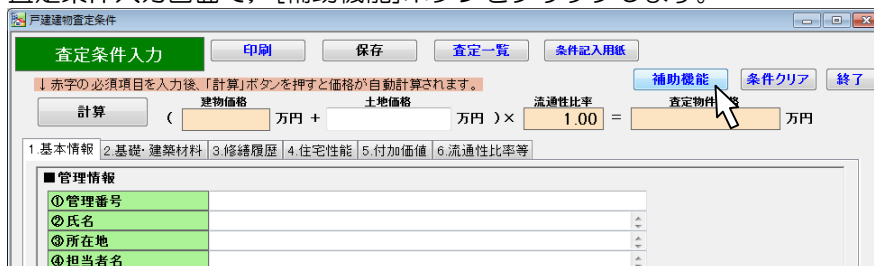 査定条件入力画面で，[補助機能]ボタンをクリックします。
戸建建物査定条件
査定条件入力 印刷 保存 査定一覧 条件記入用紙
↓赤字の必須項目を入力後、「計算」ボタンを押すと価格が自動計算されます。 補助機能 条件クリア 終了
建物価格 土地価格 流通性比率 査定物件
計算 ( 万円 + 万円 )× 1.00 = 万円
1.基本情報 2.基礎・建築材料 3.修繕履歴 4.住宅性能 5.付加価値 6.流通性比率等
■管理情報
①管理番号
②氏名
③所在地
④担当者名